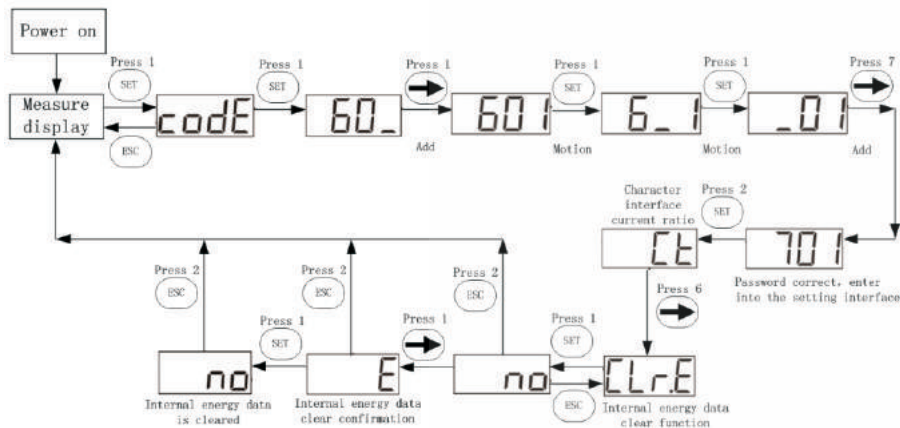 Power on
Press 1
SET
Press 1
SET
Press 1
Press 1
SET
Press 1
SET
Press 7
Measure
display
codE
60_
601
6_1
_01
ESC
Add
Motion
Motion
Add
Character
interface
current ratio
Press 2
SET
Ct
701
Password correct, enter
into the setting interface
Press 6
Press 2
ESC
Press 2
ESC
Press 2
ESC
Press 1
SET
Press 1
Press 1
SET
no
E
no
CLr.E
ESC
Internal energy data
is cleared
Internal energy data
clear confirmation
Internal energy data
clear function